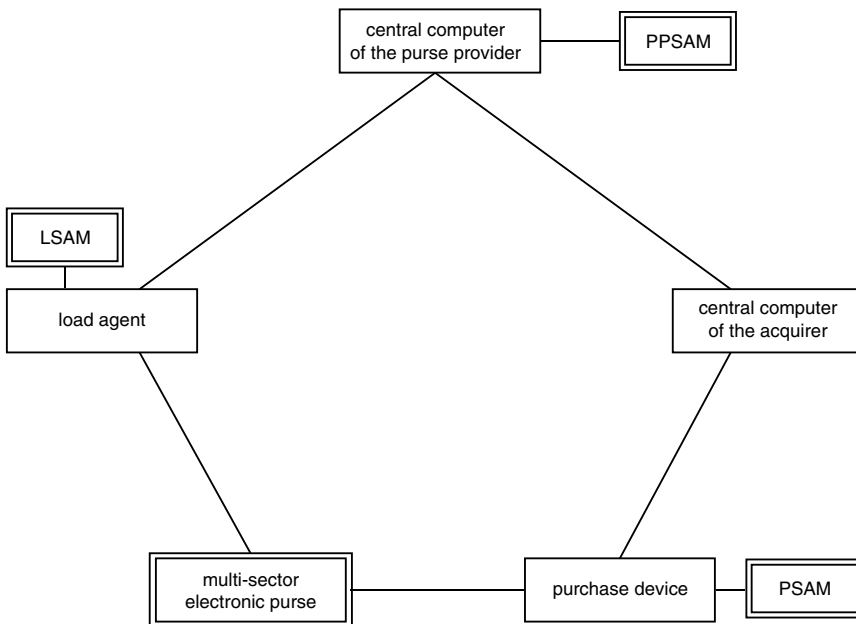 central computer
of the purse provider
PPSAM
LSAM
load agent
central computer
of the acquirer
multi-sector
electronic purse
purchase device
PSAM